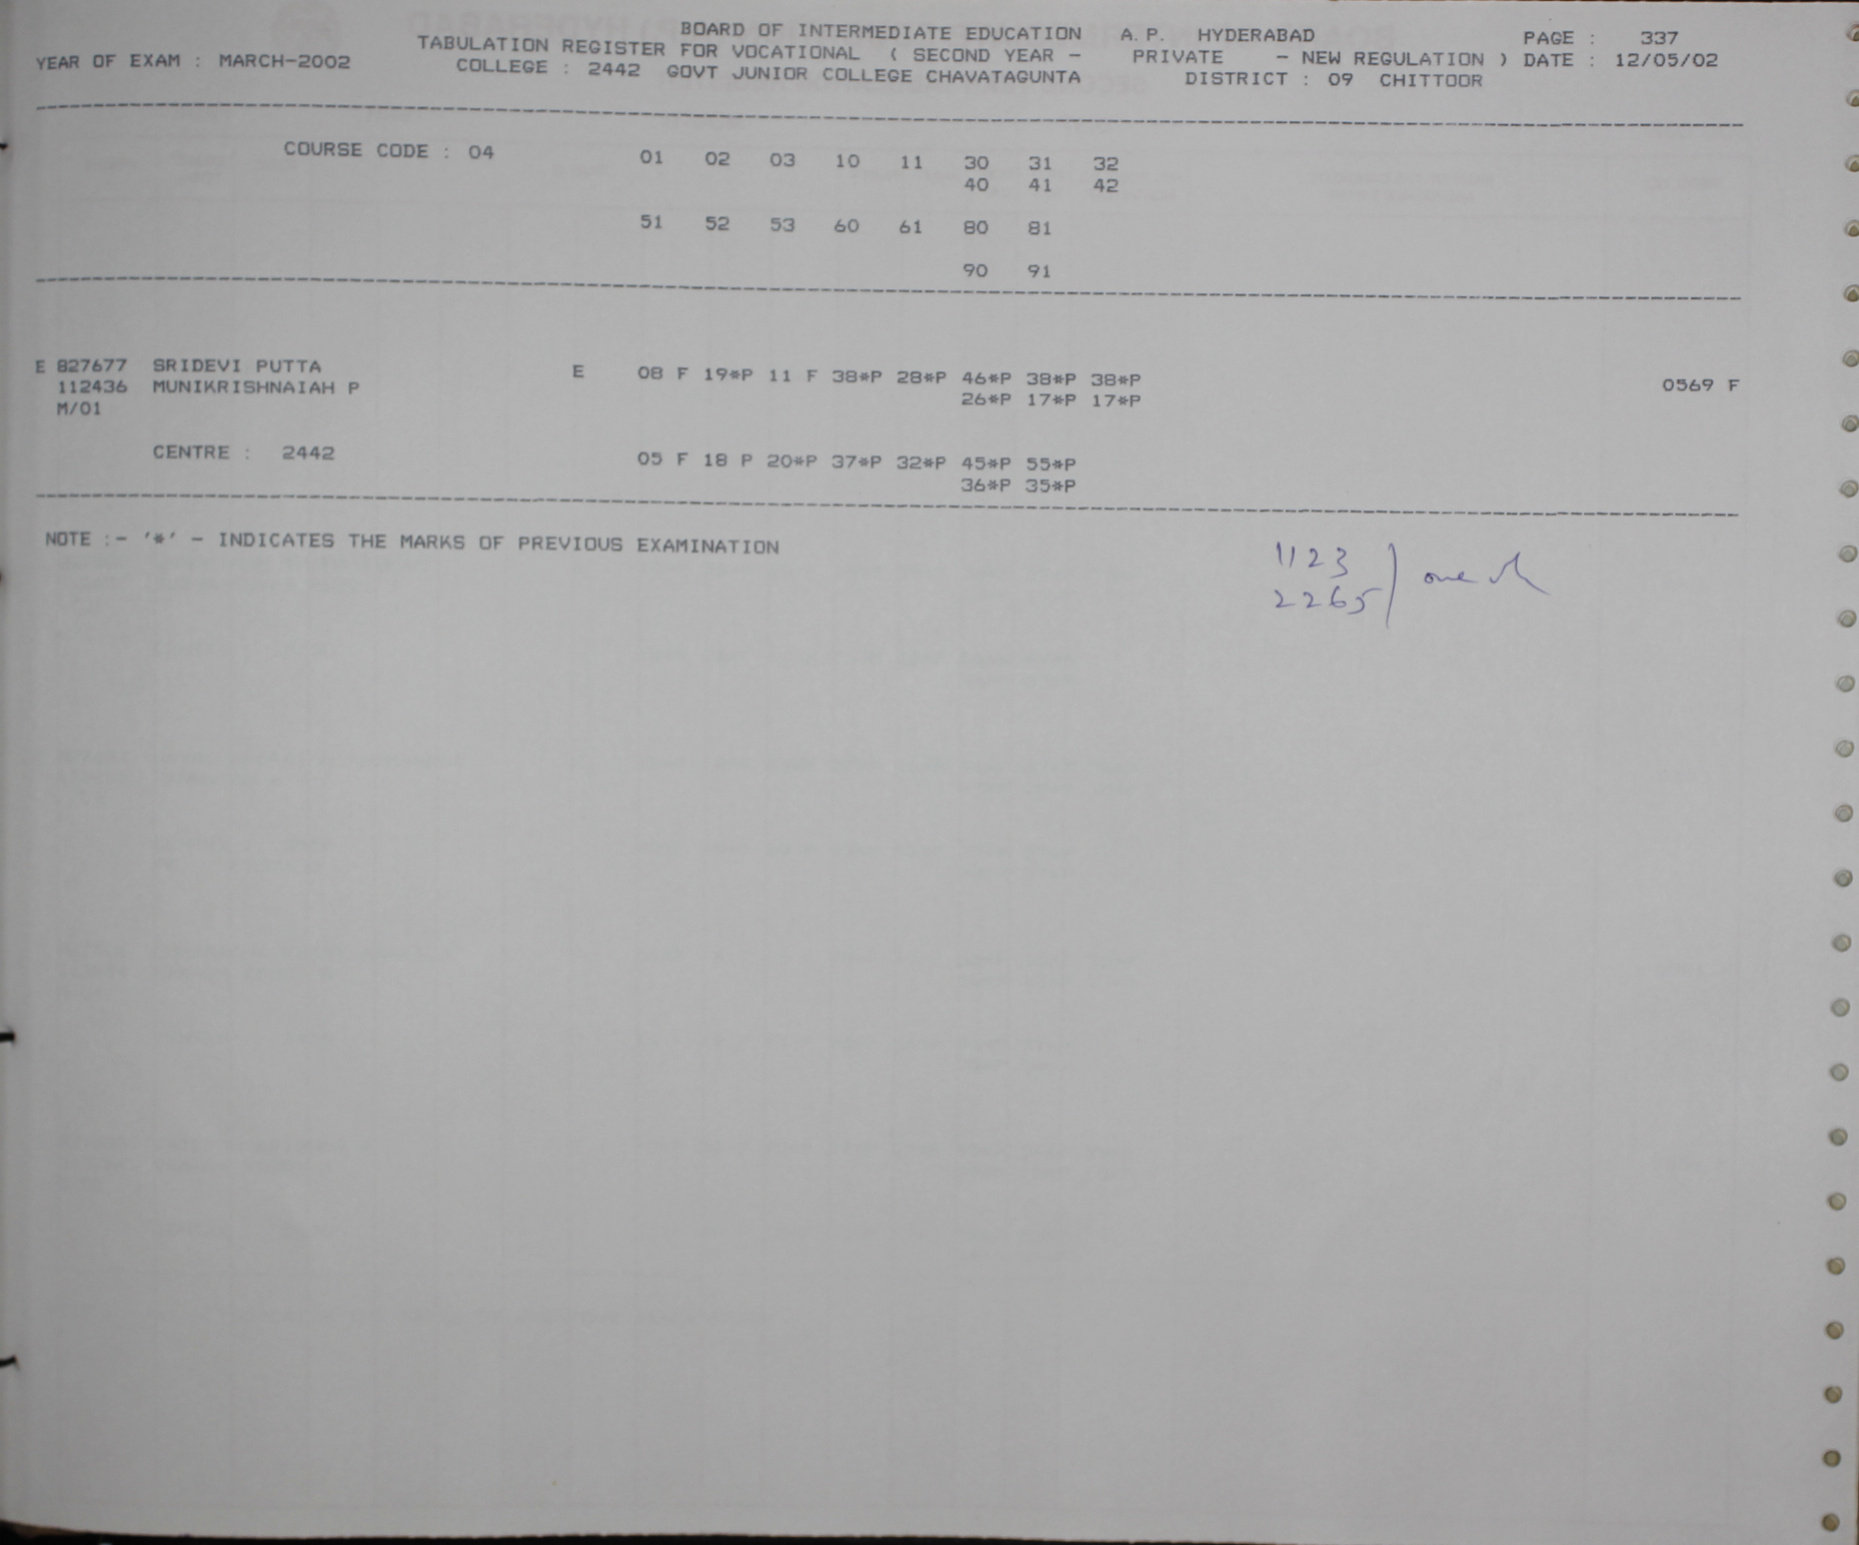 BOARD OF INTERMEDIATE EDUCATION A.P. HYDERABAD PAGE : 337
TABULATION REGISTER FOR VOCATIONAL ( SECOND YEAR - PRIVATE - NEW REGULATION ) DATE : 12/05/02
YEAR OF EXAM : MARCH-2002 COLLEGE : 2442 GOVT JUNIOR COLLEGE CHAVATAGUNTA DISTRICT : 09 CHITTOOR
COURSE CODE : 04 01 02 03 10 11 30 31 32
40 41 42
51 52 53 60 61 80 81
90 91
E 827677 SRIDEVI PUTTA E 08 F 19*P 11 F 38*P 28*P 46*P 38*P 38*P 0569 F
112436 MUNIKRISHNAIAH P 26*P 17*P 17*P
M/01
CENTRE : 2442 05 F 18 P 20*P 37*P 32*P 45*P 55*P
36*P 35*P
NOTE :- '*' - INDICATES THE MARKS OF PREVIOUS EXAMINATION
1123
2265 one